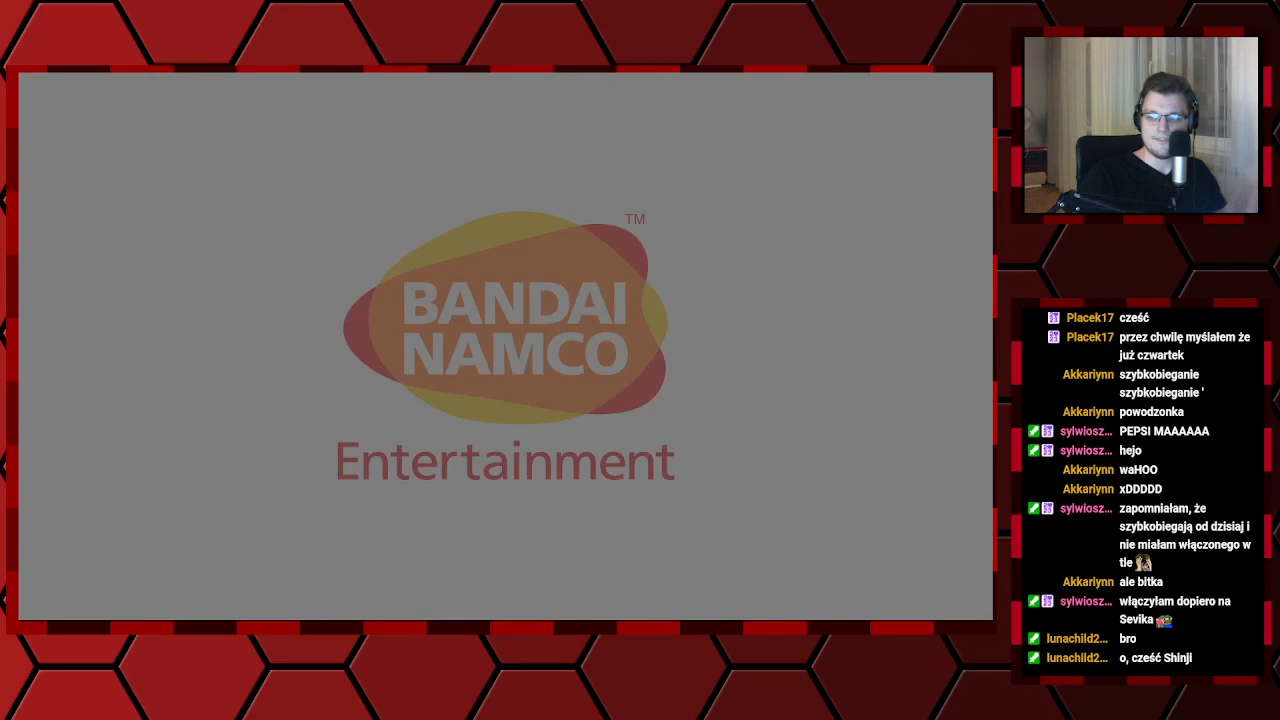 TM
BANDAI
NAMCO
Entertainment
Placek17 cześć
Placek17 przez chwilę myślałem że
już czwartek
Akkariynn szybkobieganie
szybkobieganie '
Akkariynn powodzonka
sylwiosz... PEPSI MAAAAAA
sylwiosz... hejo
Akkariynn waHOO
Akkariynn xDDDDD
sylwiosz... zapomniałam, że
szybkobiegają od dzisiaj i
nie miałam włączonego w
tle
Akkariynn ale bitka
sylwiosz... włączyłam dopiero na
Sevika
lunachild2... bro
lunachild2... o, cześć Shinji